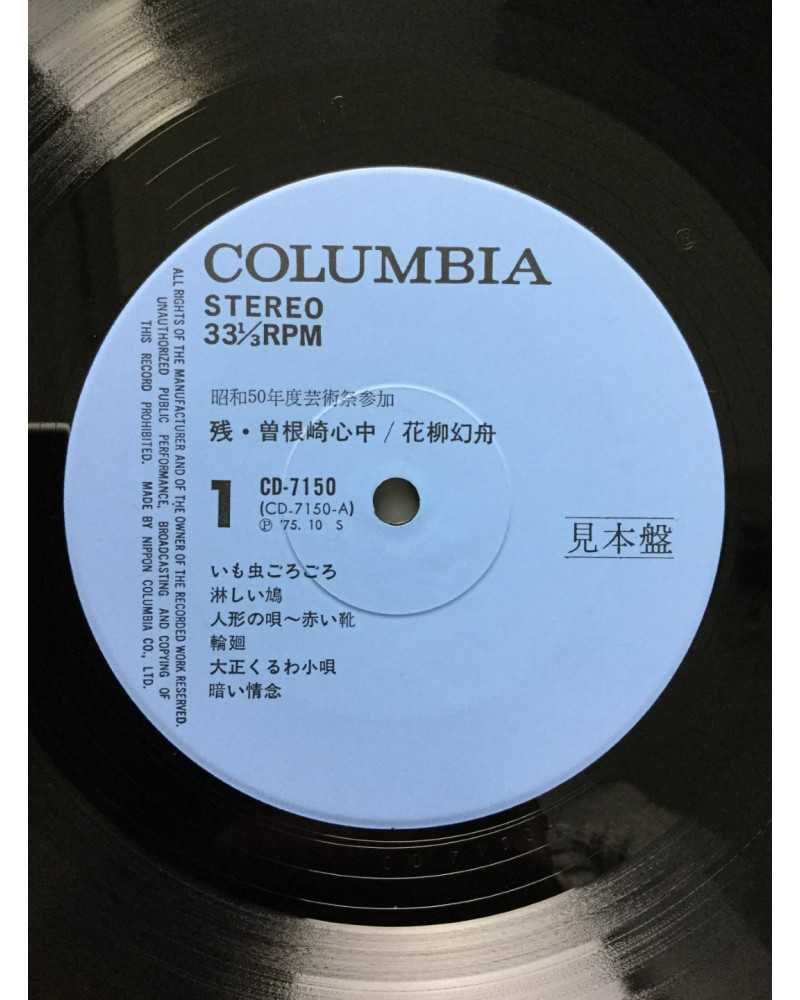 COLUMBIA
STEREO
33⅓RPM
昭和50年度芸術祭参加
残・曽根崎心中/花柳幻舟
1
CD-7150
(CD-7150-A)
Ⓟ '75. 10 S
見本盤
いも虫ごろごろ
淋しい鳩
人形の唄～赤い靴
輪廻
大正くるわ小唄
暗い情念
ALL RIGHTS OF THE MANUFACTURER AND OF THE OWNER OF THE RECORDED WORK RESERVED.
UNAUTHORIZED PUBLIC PERFORMANCE, BROADCASTING AND COPYING OF
THIS RECORD PROHIBITED. MADE BY NIPPON COLUMBIA CO., LTD.